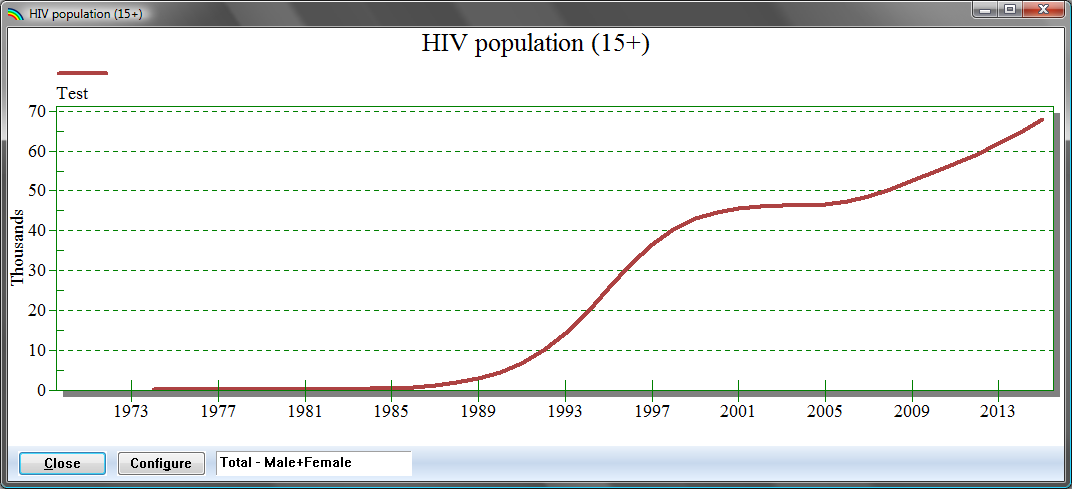 HIV population (15+)
HIV population (15+)
Test
Thousands
70
60
50
40
30
20
10
0
1973 1977 1981 1985 1989 1993 1997 2001 2005 2009 2013
Close Configure Total - Male+Female